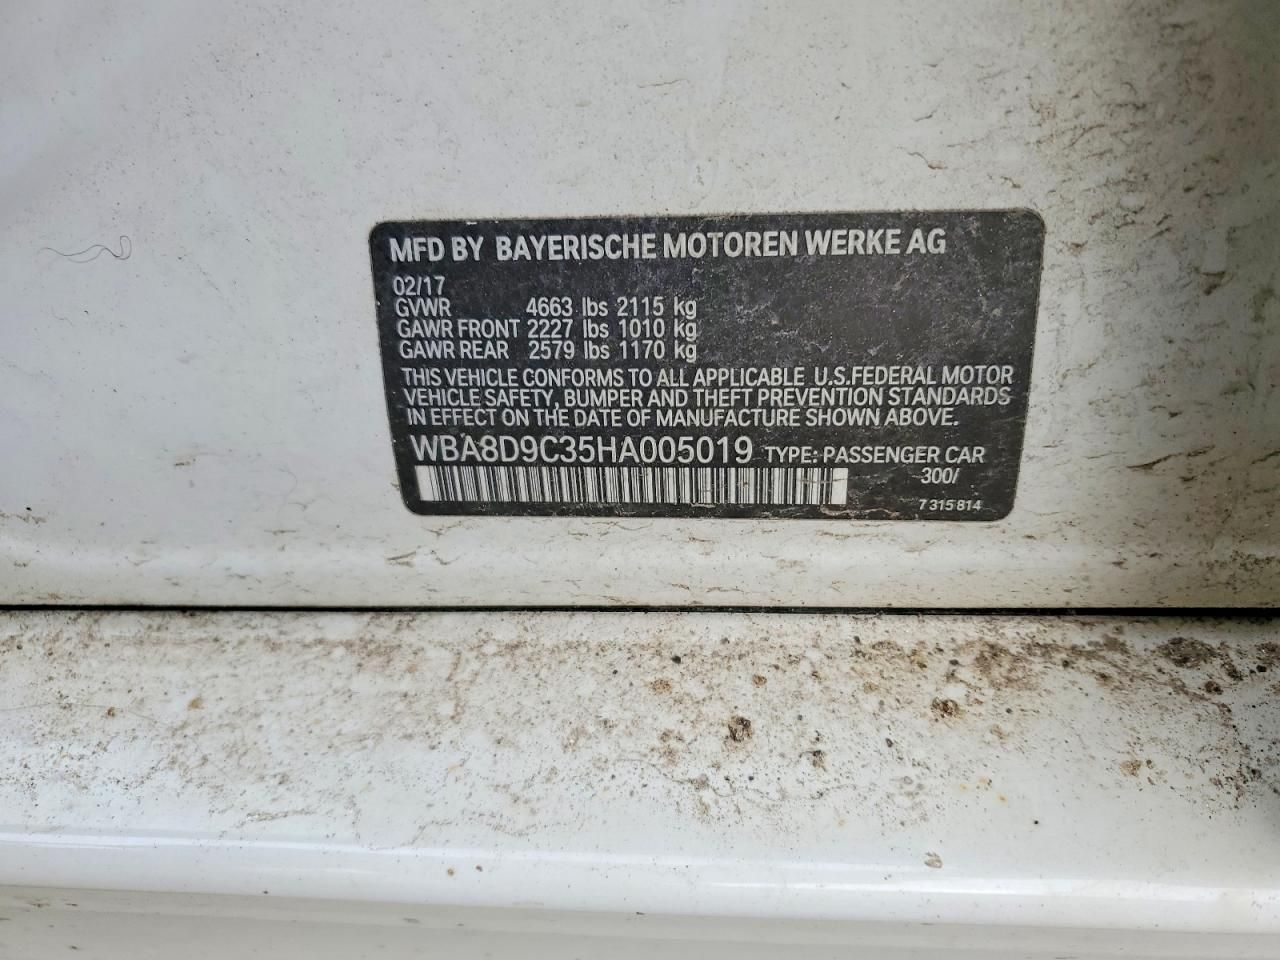 MFD BY BAYERISCHE MOTOREN WERKE AG
02/17
GVWR 4663 lbs 2115 kg
GAWR FRONT 2227 lbs 1010 kg
GAWR REAR 2579 lbs 1170 kg
THIS VEHICLE CONFORMS TO ALL APPLICABLE U.S.FEDERAL MOTOR
VEHICLE SAFETY, BUMPER AND THEFT PREVENTION STANDARDS
IN EFFECT ON THE DATE OF MANUFACTURE SHOWN ABOVE.
WBA8D9C35HA005019 TYPE: PASSENGER CAR
300/
7 315 814